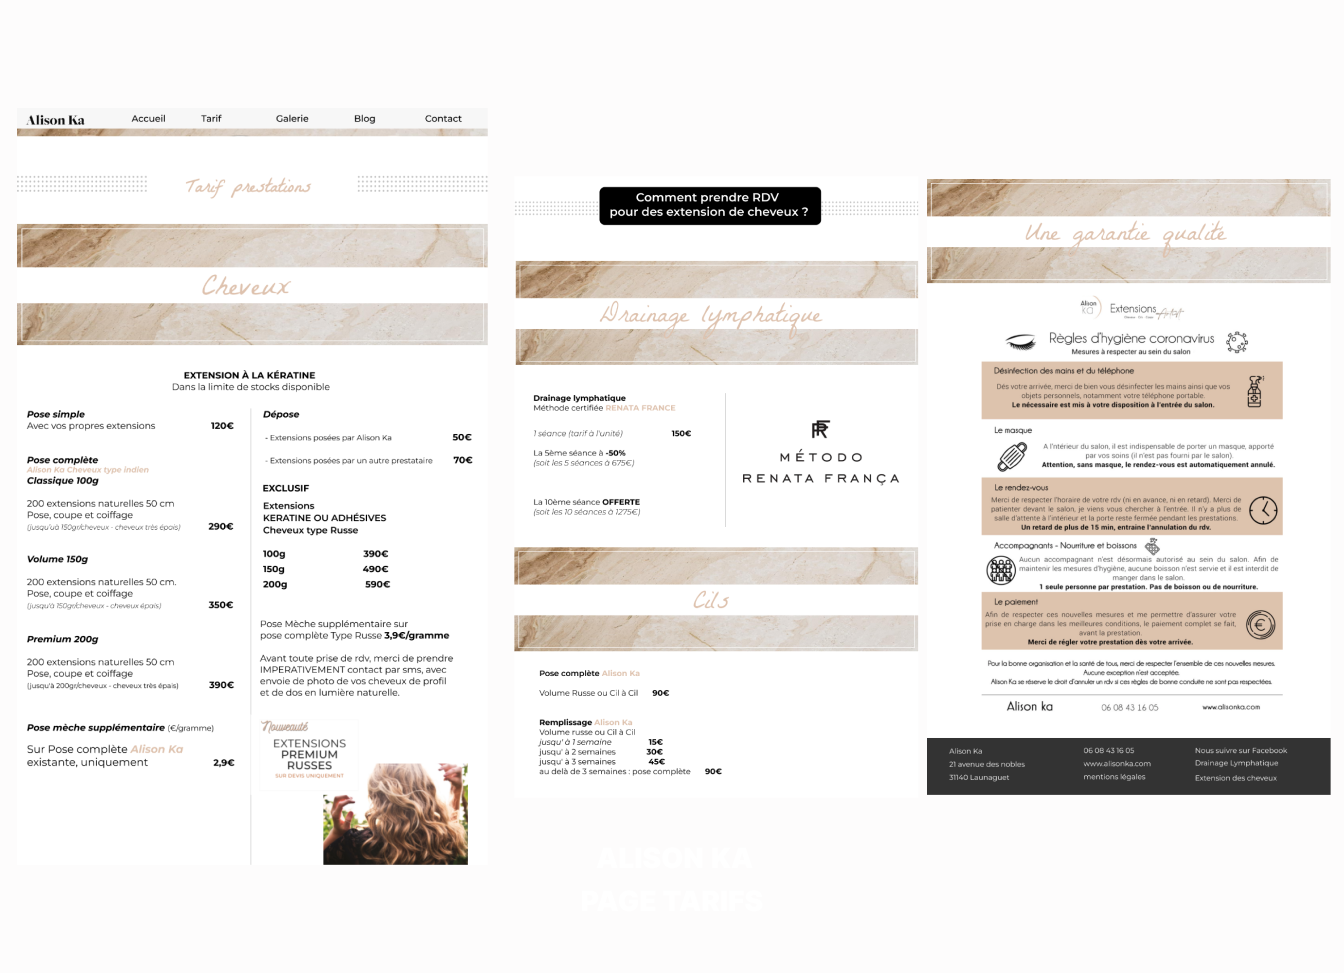 Alison Ka
Accueil
Tarif
Galerie
Blog
Contact
Tarif prestations
Cheveux
EXTENSION À LA KÉRATINE
Dans la limite de stocks disponible
Pose simple
Avec vos propres extensions 120€
Pose complète
Alison Ka Cheveux type indien
Classique 100g
200 extensions naturelles 50 cm
Pose, coupe et coiffage
(jusqu'uà 150gr/cheveux - cheveux très épais) 290€
Volume 150g
200 extensions naturelles 50 cm.
Pose, coupe et coiffage
(jusqu'à 150gr/cheveux - cheveux épais) 350€
Premium 200g
200 extensions naturelles 50 cm
Pose, coupe et coiffage
(jusqu'à 200gr/cheveux - cheveux très épais) 390€
Pose mèche supplémentaire (€/gramme)
Sur Pose complète Alison Ka
existante, uniquement 2,9€
Dépose
- Extensions posées par Alison Ka 50€
- Extensions posées par un autre prestataire 70€
EXCLUSIF
Extensions
KERATINE OU ADHÉSIVES
Cheveux type Russe
100g 390€
150g 490€
200g 590€
Pose Mèche supplémentaire sur
pose complète Type Russe 3,9€/gramme
Avant toute prise de rdv, merci de prendre
IMPERATIVEMENT contact par sms, avec
envoie de photo de vos cheveux de profil
et de dos en lumière naturelle.
Nouveauté
EXTENSIONS
PREMIUM
RUSSES
SUR DEVIS UNIQUEMENT
Comment prendre RDV
pour des extension de cheveux ?
Drainage lymphatique
Drainage lymphatique
Méthode certifiée RENATA FRANCE
1 séance (tarif à l'unité) 150€
La 5ème séance à -50%
(soit les 5 séances à 675€)
La 10ème séance OFFERTE
(soit les 10 séances à 1275€)
MÉTODO
RENATA FRANÇA
Cils
Pose complète Alison Ka
Volume Russe ou Cil à Cil 90€
Remplissage Alison Ka
Volume russe ou Cil à Cil
jusqu' à 1 semaine 15€
jusqu' à 2 semaines 30€
jusqu' à 3 semaines 45€
au delà de 3 semaines : pose complète 90€
ALISON KA
PAGE TARIFS
Une garantie qualité
Alison
ka
Extensions
Artist
Règles d'hygiène coronavirus
Mesures à respecter au sein du salon
Désinfection des mains et du téléphone
Dès votre arrivée, merci de bien vous désinfecter les mains ainsi que vos
objets personnels, notamment votre téléphone portable.
Le nécessaire est mis à votre disposition à l'entrée du salon.
Le masque
A l'intérieur du salon, il est indispensable de porter un masque, apporté
par vos soins (il n'est pas fourni par le salon).
Attention, sans masque, le rendez-vous est automatiquement annulé.
Le rendez-vous
Merci de respecter l'horaire de votre rdv (ni en avance, ni en retard). Merci de
patienter devant le salon, je viens vous chercher à l'entrée. Il n'y a plus de
salle d'attente à l'intérieur et la porte reste fermée pendant les prestations.
Un retard de plus de 15 min, entraine l'annulation du rdv.
Accompagnants - Nourriture et boissons
Aucun accompagnant n'est désormais autorisé au sein du salon. Afin de
maintenir les mesures d'hygiène, aucune boisson n'est servie et il est interdit de
manger dans le salon.
1 seule personne par prestation. Pas de boisson ou de nourriture.
Le paiement
Afin de respecter ces nouvelles mesures et me permettre d'assurer votre
prise en charge dans les meilleures conditions, le paiement complet se fait,
avant la prestation.
Merci de régler votre prestation dès votre arrivée.
Pour la bonne organisation et la santé de tous, merci de respecter l'ensemble de ces nouvelles mesures.
Aucune exception n'est acceptée.
Alison Ka se réserve le droit d'annuler un rdv si ces règles de bonne conduite ne sont pas respectées.
Alison ka
06 08 43 16 05
www.alisonka.com
Alison Ka
21 avenue des nobles
31140 Launaguet
06 08 43 16 05
www.alisonka.com
mentions légales
Nous suivre sur Facebook
Drainage Lymphatique
Extension des cheveux